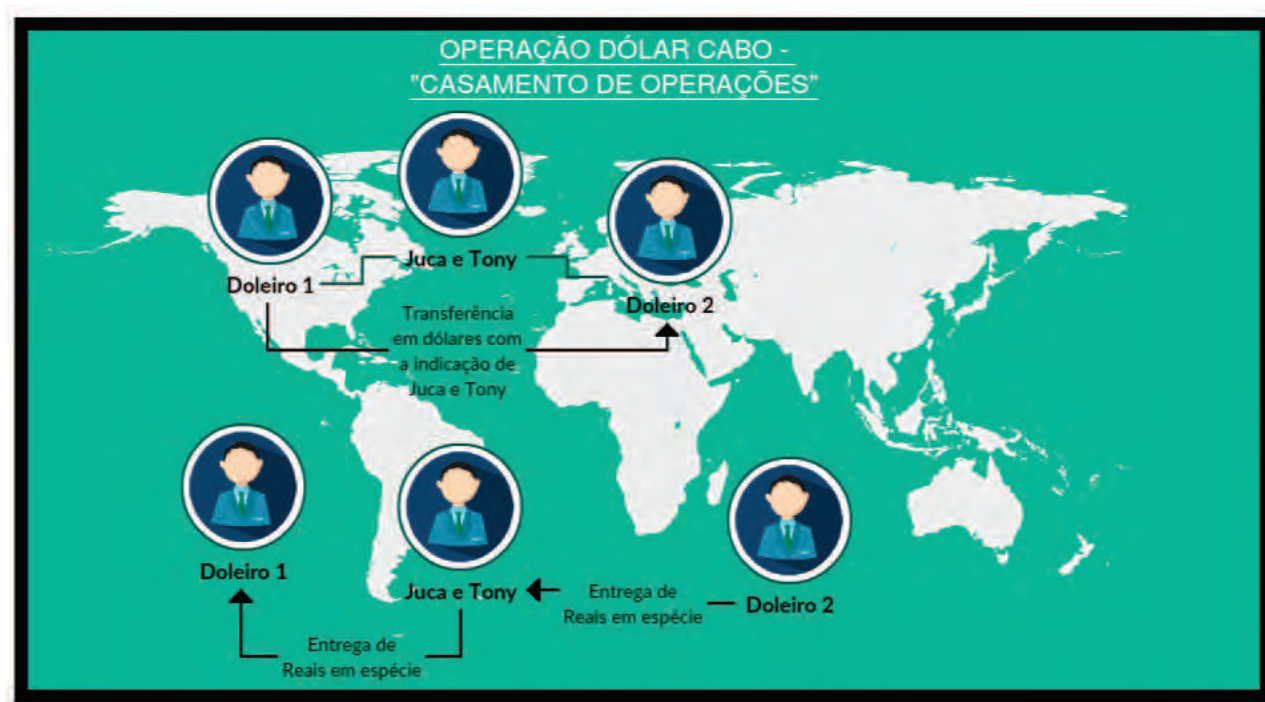 OPERAÇÃO DÓLAR CABO -
"CASAMENTO DE OPERAÇÕES"
Juca e Tony
Doleiro 1
Doleiro 2
Transferência
em dólares com
a indicação de
Juca e Tony
Doleiro 1
Juca e Tony
Entrega de
Reais em espécie
Doleiro 2
Entrega de
Reais em espécie